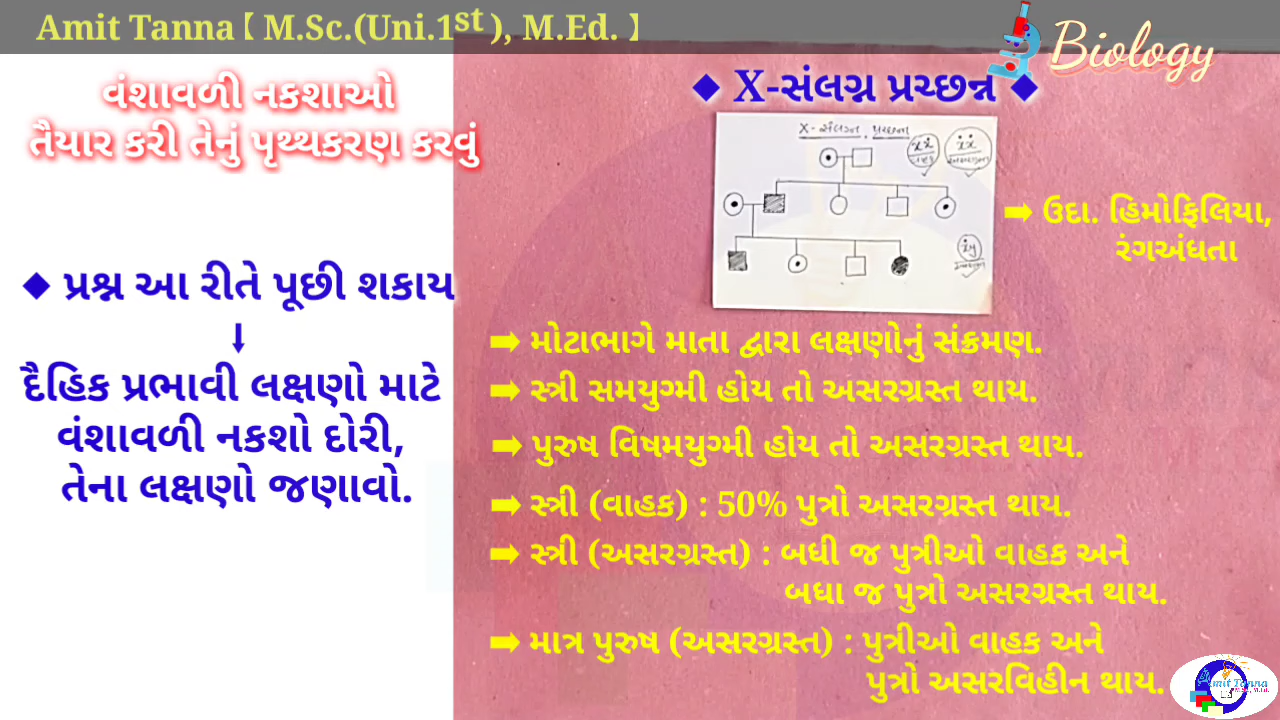 Amit Tanna【 M.Sc.(Uni.1st ), M.Ed. 】
Biology
વંશાવળી નકશાઓ
તૈયાર કરી તેનું પૃથ્થકરણ કરવું
◆ પ્રશ્ન આ રીતે પૂછી શકાય
⬇
દૈહિક પ્રભાવી લક્ષણો માટે
વંશાવળી નકશો દોરી,
તેના લક્ષણો જણાવો.
◆ X-સંલગ્ન પ્રચ્છન્ન ◆
X- સંલગ્ન પ્રચ્છન્ન
➡ ઉદા. હિમોફિલિયા,
રંગઅંધતા
➡ મોટાભાગે માતા દ્વારા લક્ષણોનું સંક્રમણ.
➡ સ્ત્રી સમયુગ્મી હોય તો અસરગ્રસ્ત થાય.
➡ પુરુષ વિષમયુગ્મી હોય તો અસરગ્રસ્ત થાય.
➡ સ્ત્રી (વાહક) : 50% પુત્રો અસરગ્રસ્ત થાય.
➡ સ્ત્રી (અસરગ્રસ્ત) : બધી જ પુત્રીઓ વાહક અને
બધા જ પુત્રો અસરગ્રસ્ત થાય.
➡ માત્ર પુરુષ (અસરગ્રસ્ત) : પુત્રીઓ વાહક અને
પુત્રો અસરવિહીન થાય.
Amit Tanna
M.Sc., M.Ed.